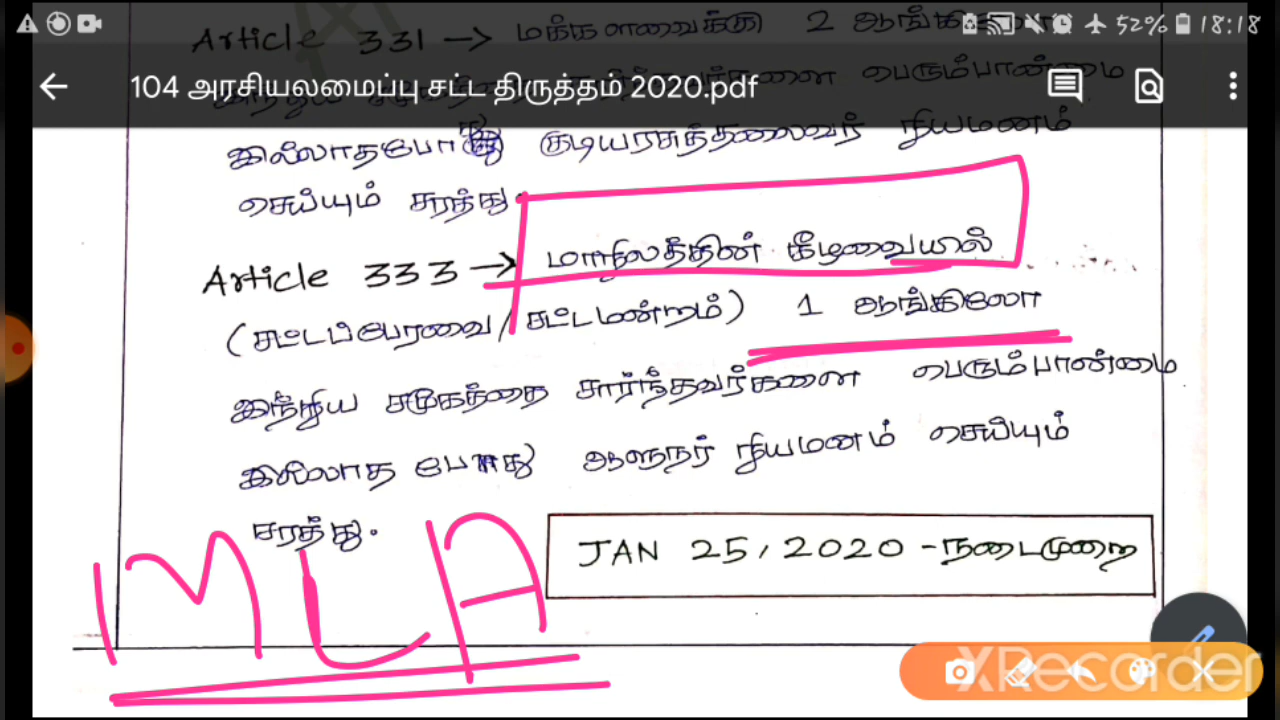 52% 18:18
Article 331 → மக்களவைக்கு 2 ஆங்கிலோ
104 அரசியலமைப்பு சட்ட திருத்தம் 2020.pdf
பெரும்பான்மை
இல்லாதபோது குடியரசுத்தலைவர் நியமனம்
செய்யும் சரத்து.
Article 333 → மாநிலத்தின் கீழவையில்
(சட்டப்பேரவை/சட்டமன்றம்) 1 ஆங்கிலோ
இந்திய சமூகத்தை சார்ந்தவர்களை பெரும்பான்மை
இல்லாத போது ஆளுநர் நியமனம் செய்யும்
சரத்து.
MLA
JAN 25, 2020 - நடைமுறை
XRecorder